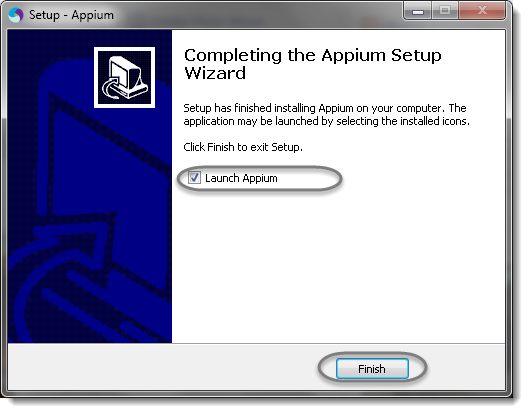 Setup - Appium
Completing the Appium Setup
Wizard
Setup has finished installing Appium on your computer. The
application may be launched by selecting the installed icons.
Click Finish to exit Setup.
Launch Appium
Finish